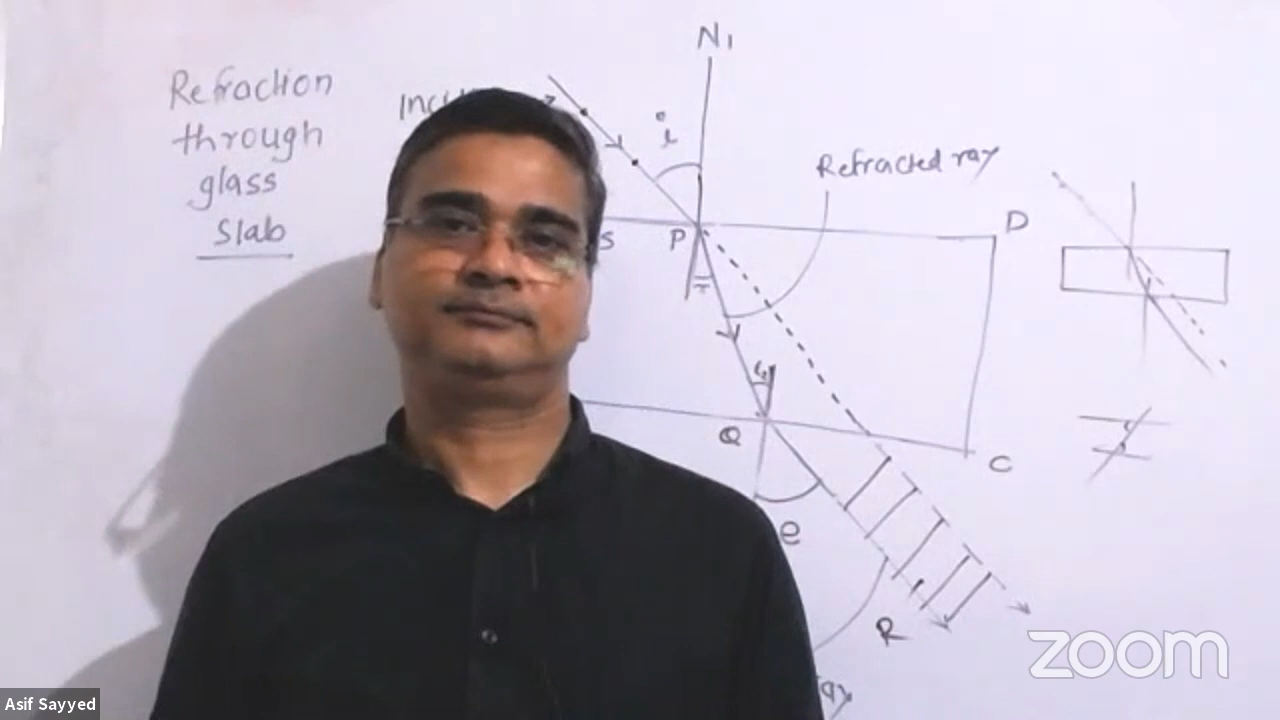 N1
Refraction
through
glass
Slab
i
Refracted ray
S
P
D
r
Q
C
e
R
zoom
Asif Sayyed